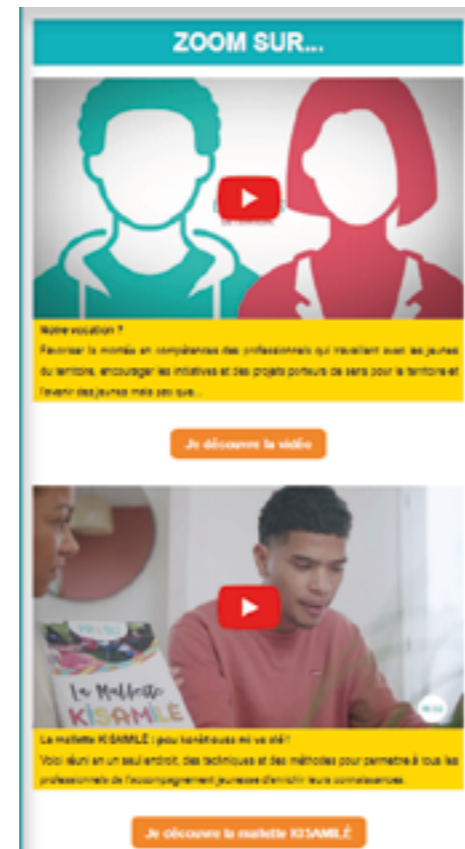 ZOOM SUR...
Notre vocation ?
Favoriser la montée en compétences des professionnels qui travaillent avec les jeunes
du territoire, encourager les initiatives et des projets porteurs de sens pour le territoire et
l'avenir des jeunes mais pas que...
Je découvre la vidéo
La Mallette
KISAMILÉ
La mallette KISAMILÉ : pou
Voici réuni en un seul endroit, des techniques et des méthodes pour permettre à tous les
professionnels de l'accompagnement jeunesse d'enrichir leurs connaissances.
Je découvre la mallette KISAMILÉ